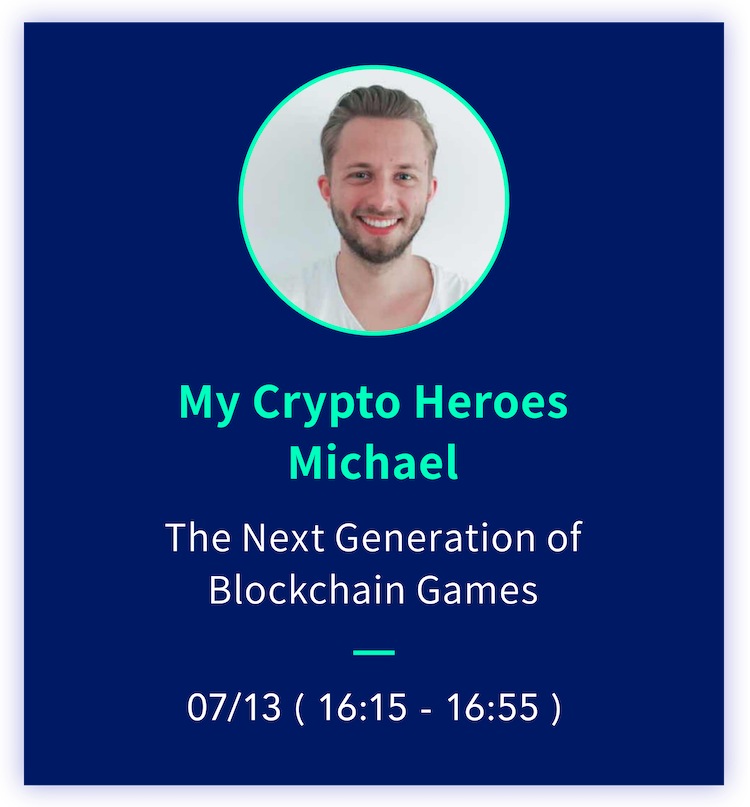 My Crypto Heroes
Michael
The Next Generation of
Blockchain Games
07/13 ( 16:15 - 16:55 )